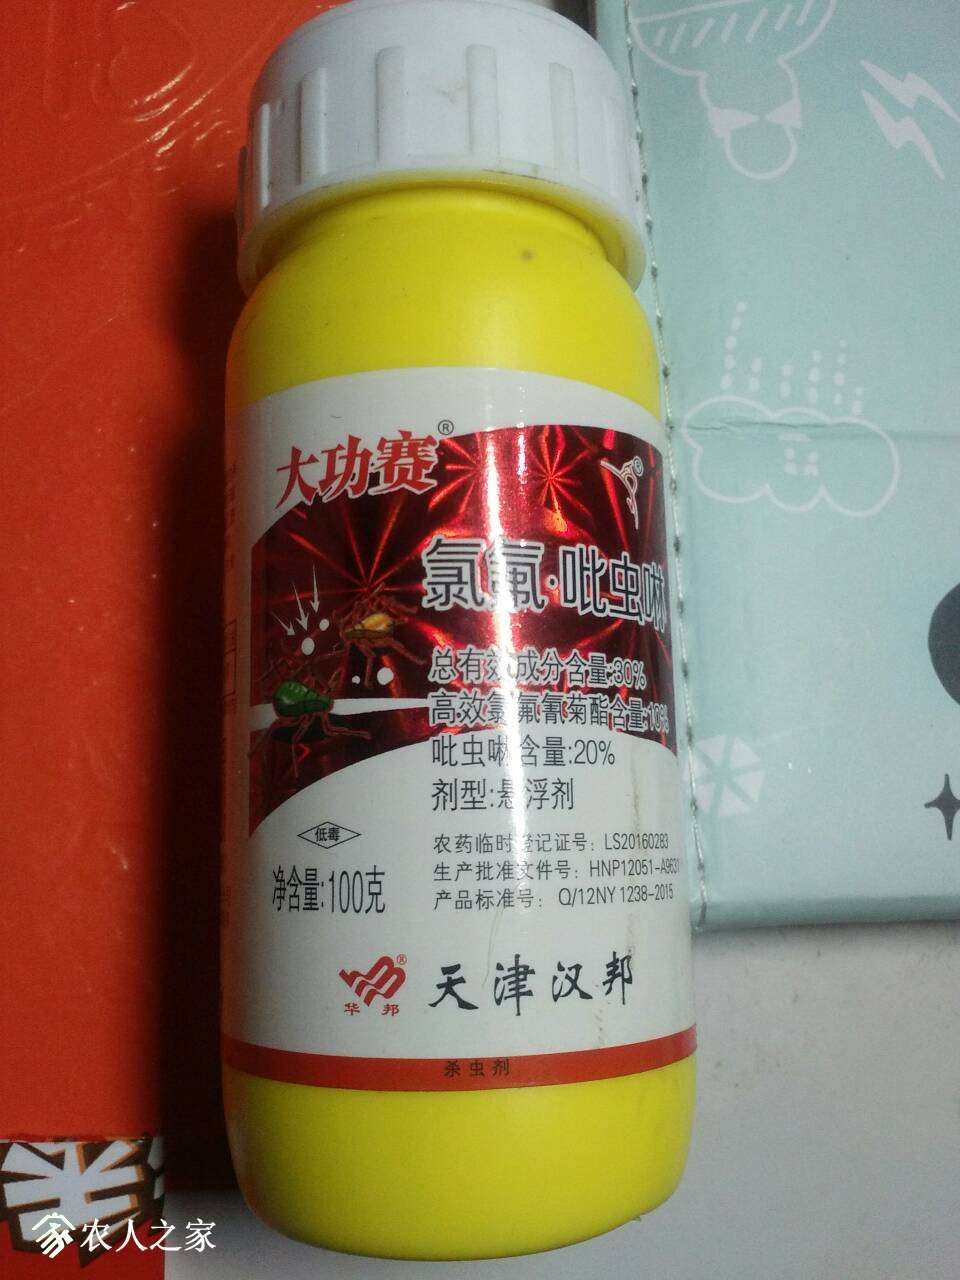 大功赛®
氯氟·吡虫啉
总有效成分含量:30%
高效氯氟氰菊酯含量:10%
吡虫啉含量:20%
剂型:悬浮剂
低毒
净含量:100克
农药临时登记证号: LS20160283
生产批准文件号: HNP12051-A9631
产品标准号: Q/12NY 1238-2015
华邦® 天津汉邦
杀虫剂
农人之家